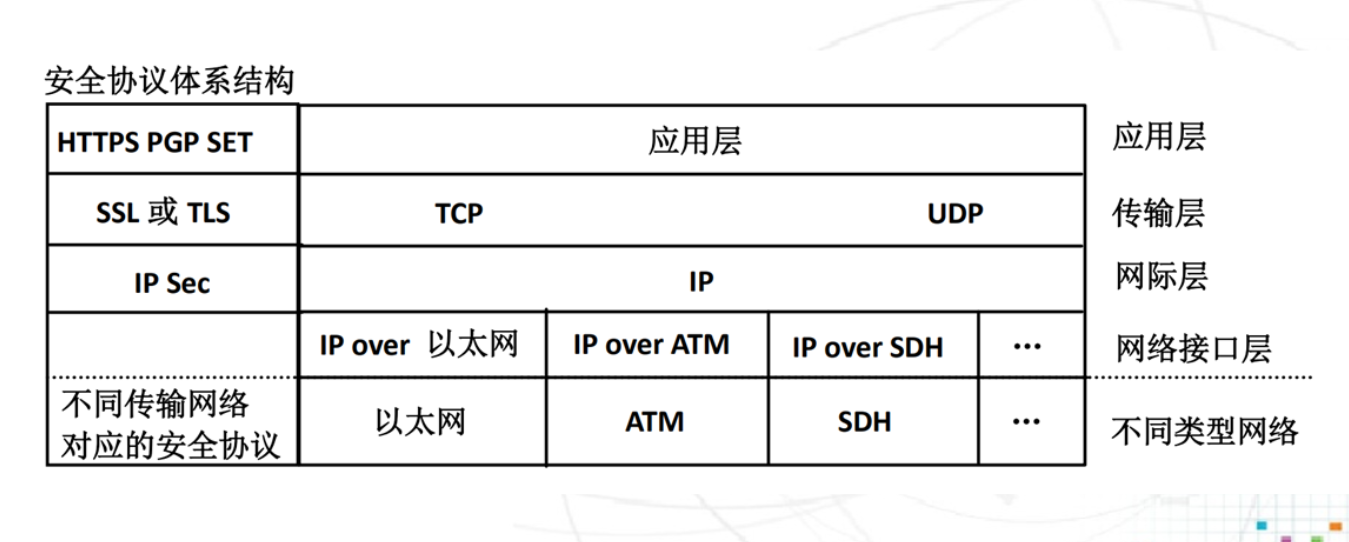 安全协议体系结构
HTTPS PGP SET 应用层 应用层
SSL 或 TLS TCP UDP 传输层
IP Sec IP 网际层
IP over 以太网 IP over ATM IP over SDH ... 网络接口层
不同传输网络
对应的安全协议 以太网 ATM SDH ... 不同类型网络